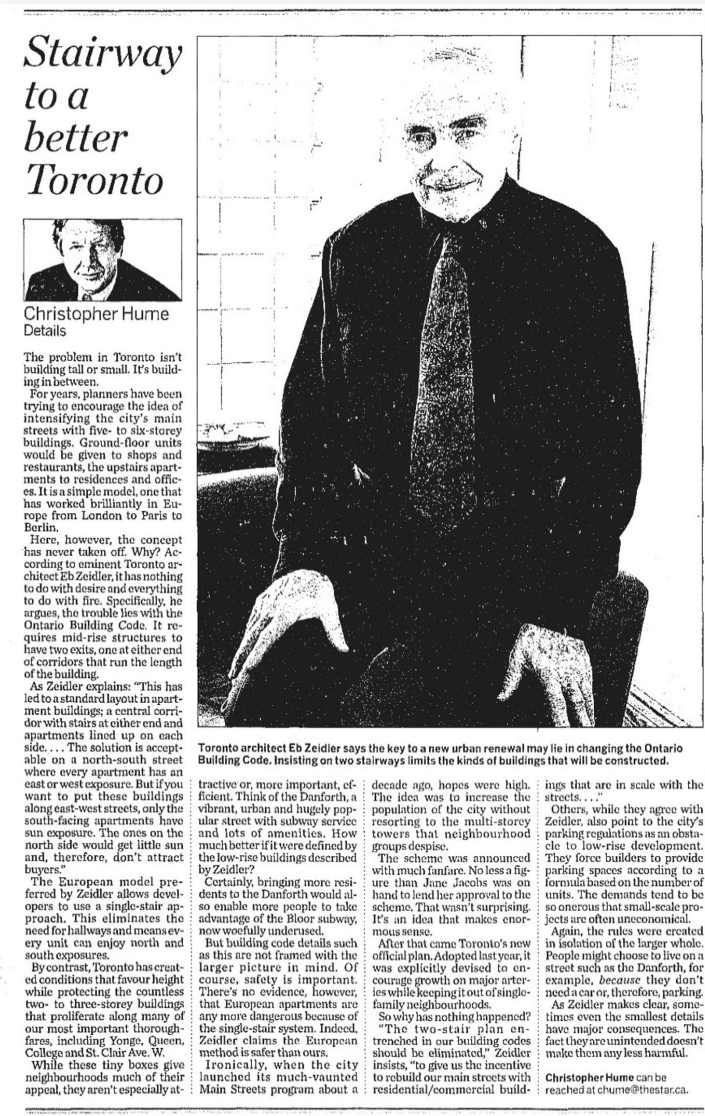 Stairway
to a
better
Toronto
Christopher Hume
Details
The problem in Toronto isn't
building tall or small. It's build-
ing in between.
For years, planners have been
trying to encourage the idea of
intensifying the city's main
streets with five- to six-storey
buildings. Ground-floor units
would be given to shops and
restaurants, the upstairs apart-
ments to residences and offic-
es. It is a simple model, one that
has worked brilliantly in Eu-
rope from London to Paris to
Berlin.
Here, however, the concept
has never taken off. Why? Ac-
cording to eminent Toronto ar-
chitect Eb Zeidler, it has nothing
to do with desire and everything
to do with fire. Specifically, he
argues, the trouble lies with the
Ontario Building Code. It re-
quires mid-rise structures to
have two exits, one at either end
of corridors that run the length
of the building.
As Zeidler explains: "This has
led to a standard layout in apart-
ment buildings; a central corri-
dor with stairs at either end and
apartments lined up on each
side.... The solution is accept-
able on a north-south street
where every apartment has an
east or west exposure. But if you
want to put these buildings
along east-west streets, only the
south-facing apartments have
sun exposure. The ones on the
north side would get little sun
and, therefore, don't attract
buyers."
The European model pre-
ferred by Zeidler allows devel-
opers to use a single-stair ap-
proach. This eliminates the
need for hallways and means ev-
ery unit can enjoy north and
south exposures.
By contrast, Toronto has creat-
ed conditions that favour height
while protecting the countless
two- to three-storey buildings
that proliferate along many of
our most important thorough-
fares, including Yonge, Queen,
College and St. Clair Ave. W.
While these tiny boxes give
neighbourhoods much of their
appeal, they aren't especially at-
Toronto architect Eb Zeidler says the key to a new urban renewal may lie in changing the Ontario
Building Code. Insisting on two stairways limits the kinds of buildings that will be constructed.
tractive or, more important, ef-
ficient. Think of the Danforth, a
vibrant, urban and hugely pop-
ular street with subway service
and lots of amenities. How
much better if it were defined by
the low-rise buildings described
by Zeidler?
Certainly, bringing more resi-
dents to the Danforth would al-
so enable more people to take
advantage of the Bloor subway,
now woefully underused.
But building code details such
as this are not framed with the
larger picture in mind. Of
course, safety is important.
There's no evidence, however,
that European apartments are
any more dangerous because of
the single-stair system. Indeed,
Zeidler claims the European
method is safer than ours.
Ironically, when the city
launched its much-vaunted
Main Streets program about a
decade ago, hopes were high.
The idea was to increase the
population of the city without
resorting to the multi-storey
towers that neighbourhood
groups despise.
The scheme was announced
with much fanfare. No less a fig-
ure than Jane Jacobs was on
hand to lend her approval to the
scheme. That wasn't surprising.
It's an idea that makes enor-
mous sense.
After that came Toronto's new
official plan. Adopted last year, it
was explicitly devised to en-
courage growth on major arter-
ies while keeping it out of single-
family neighbourhoods.
So why has nothing happened?
"The two-stair plan en-
trenched in our building codes
should be eliminated," Zeidler
insists, "to give us the incentive
to rebuild our main streets with
residential/commercial build-
ings that are in scale with the
streets...."
Others, while they agree with
Zeidler, also point to the city's
parking regulations as an obsta-
cle to low-rise development.
They force builders to provide
parking spaces according to a
formula based on the number of
units. The demands tend to be
so onerous that small-scale pro-
jects are often uneconomical.
Again, the rules were created
in isolation of the larger whole.
People might choose to live on a
street such as the Danforth, for
example, because they don't
need a car or, therefore, parking.
As Zeidler makes clear, some-
times even the smallest details
have major consequences. The
fact they are unintended doesn't
make them any less harmful.
Christopher Hume can be
reached at chume@thestar.ca.